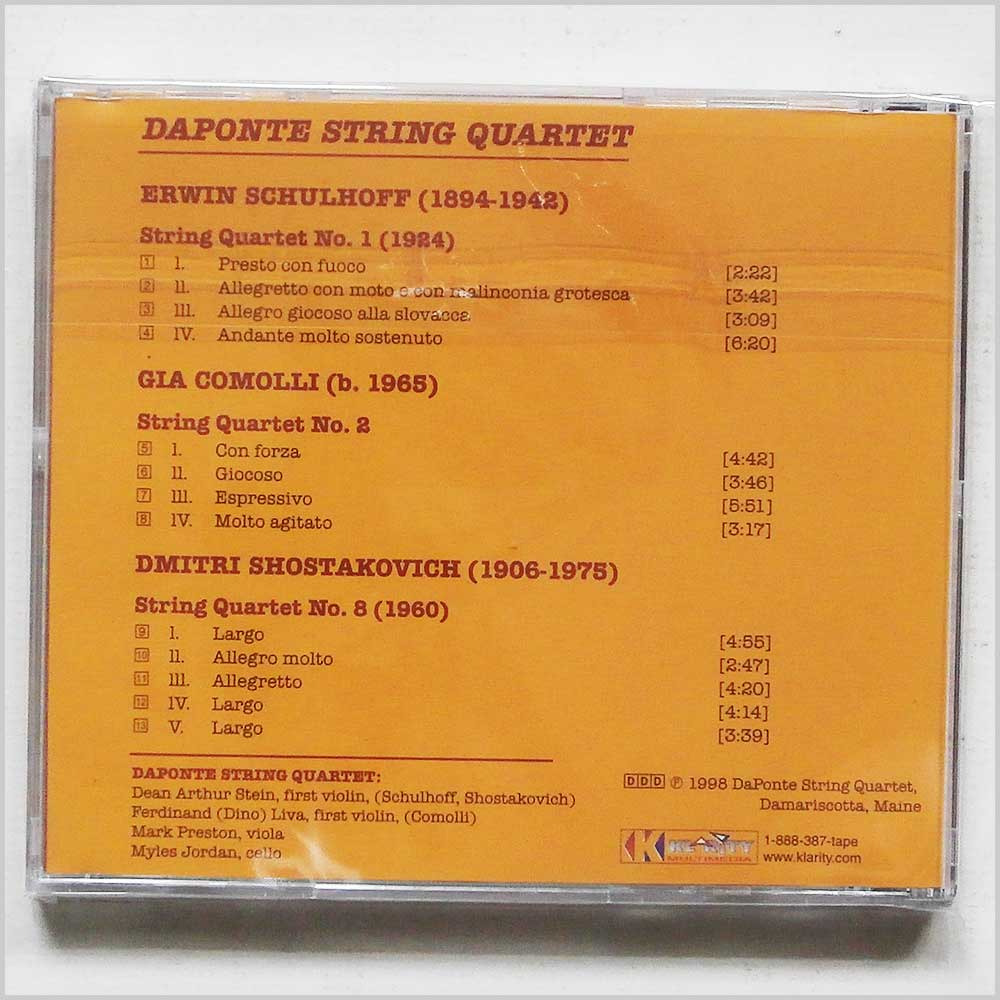 DAPONTE STRING QUARTET
ERWIN SCHULHOFF (1894-1942)
String Quartet No. 1 (1924)
1 I. Presto con fuoco [2:22]
2 II. Allegretto con moto e con malinconia grotesca [3:42]
3 III. Allegro giocoso alla slovacca [3:09]
4 IV. Andante molto sostenuto [6:20]
GIA COMOLLI (b. 1965)
String Quartet No. 2
5 I. Con forza [4:42]
6 II. Giocoso [3:46]
7 III. Espressivo [5:51]
8 IV. Molto agitato [3:17]
DMITRI SHOSTAKOVICH (1906-1975)
String Quartet No. 8 (1960)
9 I. Largo [4:55]
10 II. Allegro molto [2:47]
11 III. Allegretto [4:20]
12 IV. Largo [4:14]
13 V. Largo [3:39]
DAPONTE STRING QUARTET:
Dean Arthur Stein, first violin, (Schulhoff, Shostakovich)
Ferdinand (Dino) Liva, first violin, (Comolli)
Mark Preston, viola
Myles Jordan, cello
DDD ℗ 1998 DaPonte String Quartet,
Damariscotta, Maine
K KLARITY
MULTIMEDIA
1-888-387-tape
www.klarity.com